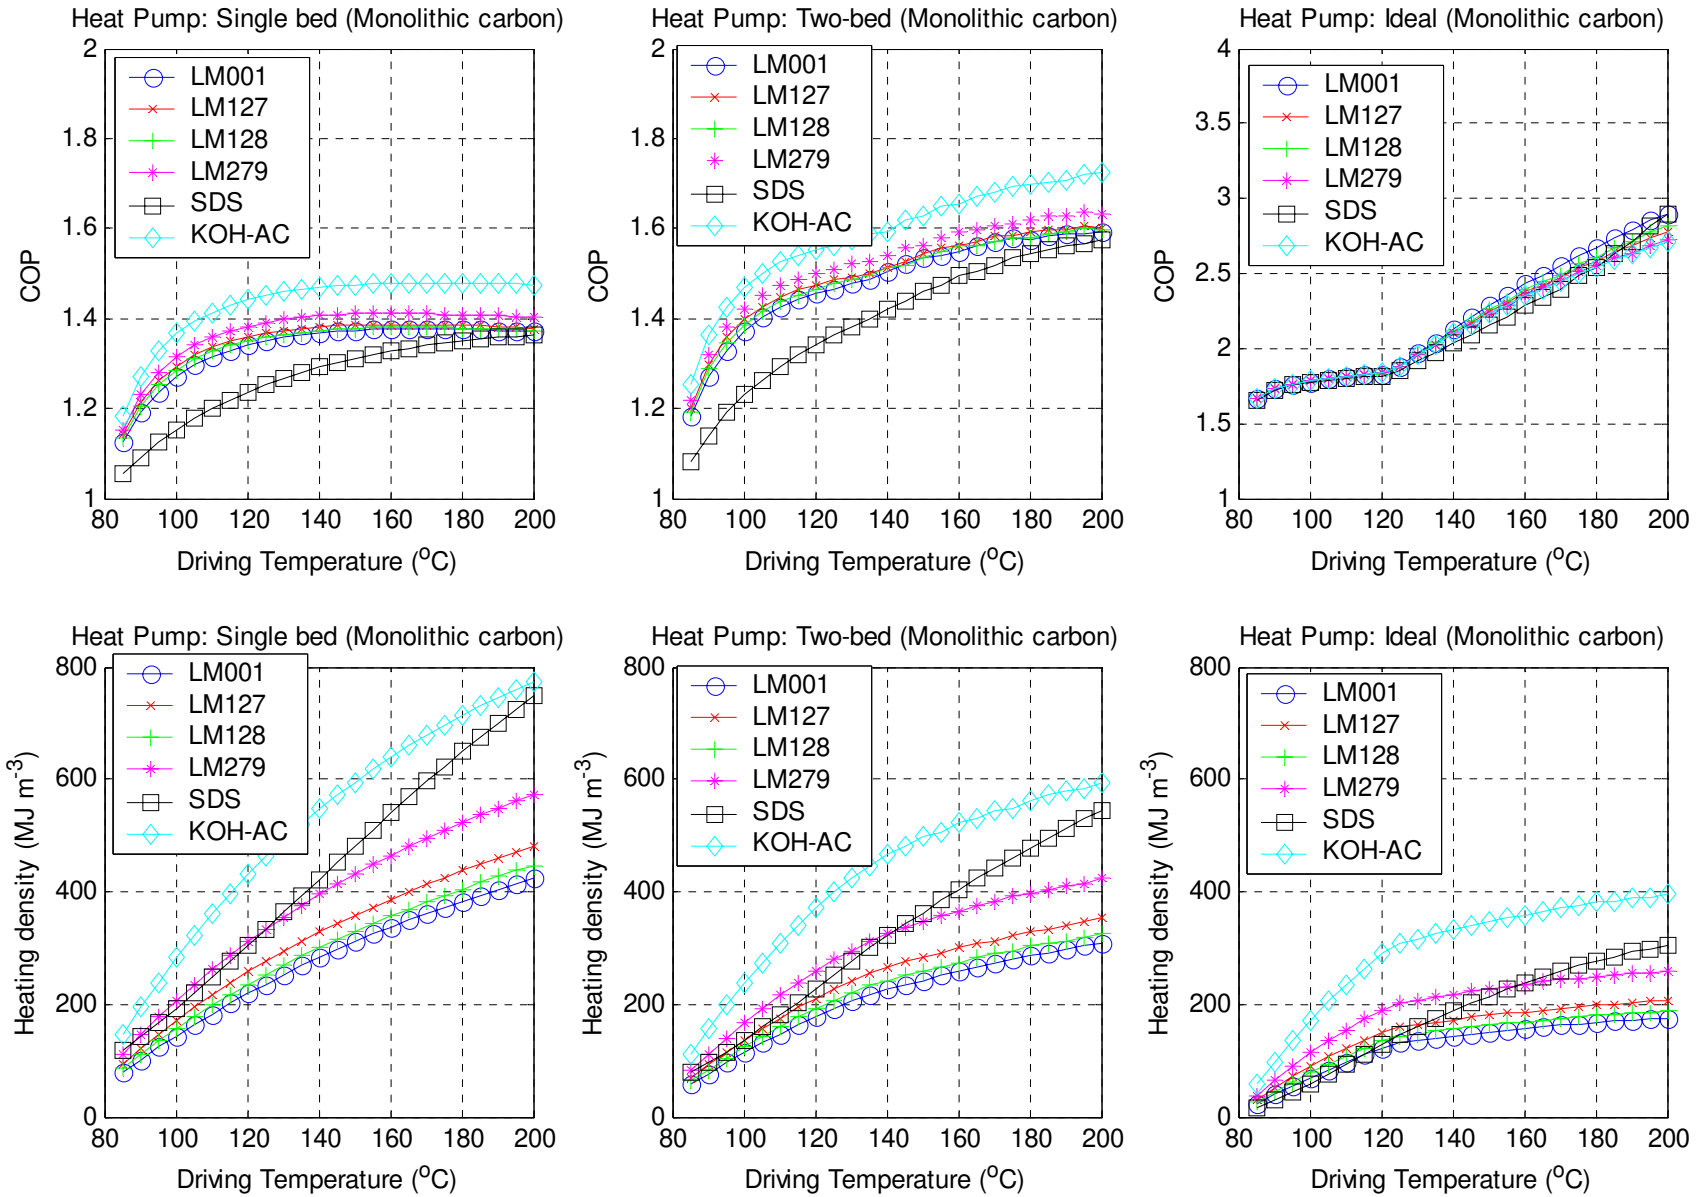 Heat Pump: Single bed (Monolithic carbon)
2
1.8
1.6
1.4
1.2
1
COP
LM001
LM127
LM128
LM279
SDS
KOH-AC
80 100 120 140 160 180 200
Driving Temperature (°C)
Heat Pump: Two-bed (Monolithic carbon)
2
1.8
1.6
1.4
1.2
1
COP
LM001
LM127
LM128
LM279
SDS
KOH-AC
80 100 120 140 160 180 200
Driving Temperature (°C)
Heat Pump: Ideal (Monolithic carbon)
4
3.5
3
2.5
2
1.5
1
COP
LM001
LM127
LM128
LM279
SDS
KOH-AC
80 100 120 140 160 180 200
Driving Temperature (°C)
Heat Pump: Single bed (Monolithic carbon)
800
600
400
200
0
Heating density (MJ m⁻³)
LM001
LM127
LM128
LM279
SDS
KOH-AC
80 100 120 140 160 180 200
Driving Temperature (°C)
Heat Pump: Two-bed (Monolithic carbon)
800
600
400
200
0
Heating density (MJ m⁻³)
LM001
LM127
LM128
LM279
SDS
KOH-AC
80 100 120 140 160 180 200
Driving Temperature (°C)
Heat Pump: Ideal (Monolithic carbon)
800
600
400
200
0
Heating density (MJ m⁻³)
LM001
LM127
LM128
LM279
SDS
KOH-AC
80 100 120 140 160 180 200
Driving Temperature (°C)